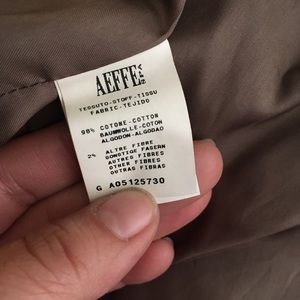 AEFFE SPA
TESSUTO-STOFF-TISSU
FABRIC-TEJIDO
98% COTONE-COTTON
BAUMWOLLE-COTON
ALGODON-ALGODAO
2% ALTRE FIBRE
SONSTIGE FASERN
AUTRES FIBRES
OTHER FIBRES
OUTRAS FIBRAS
G A05125730